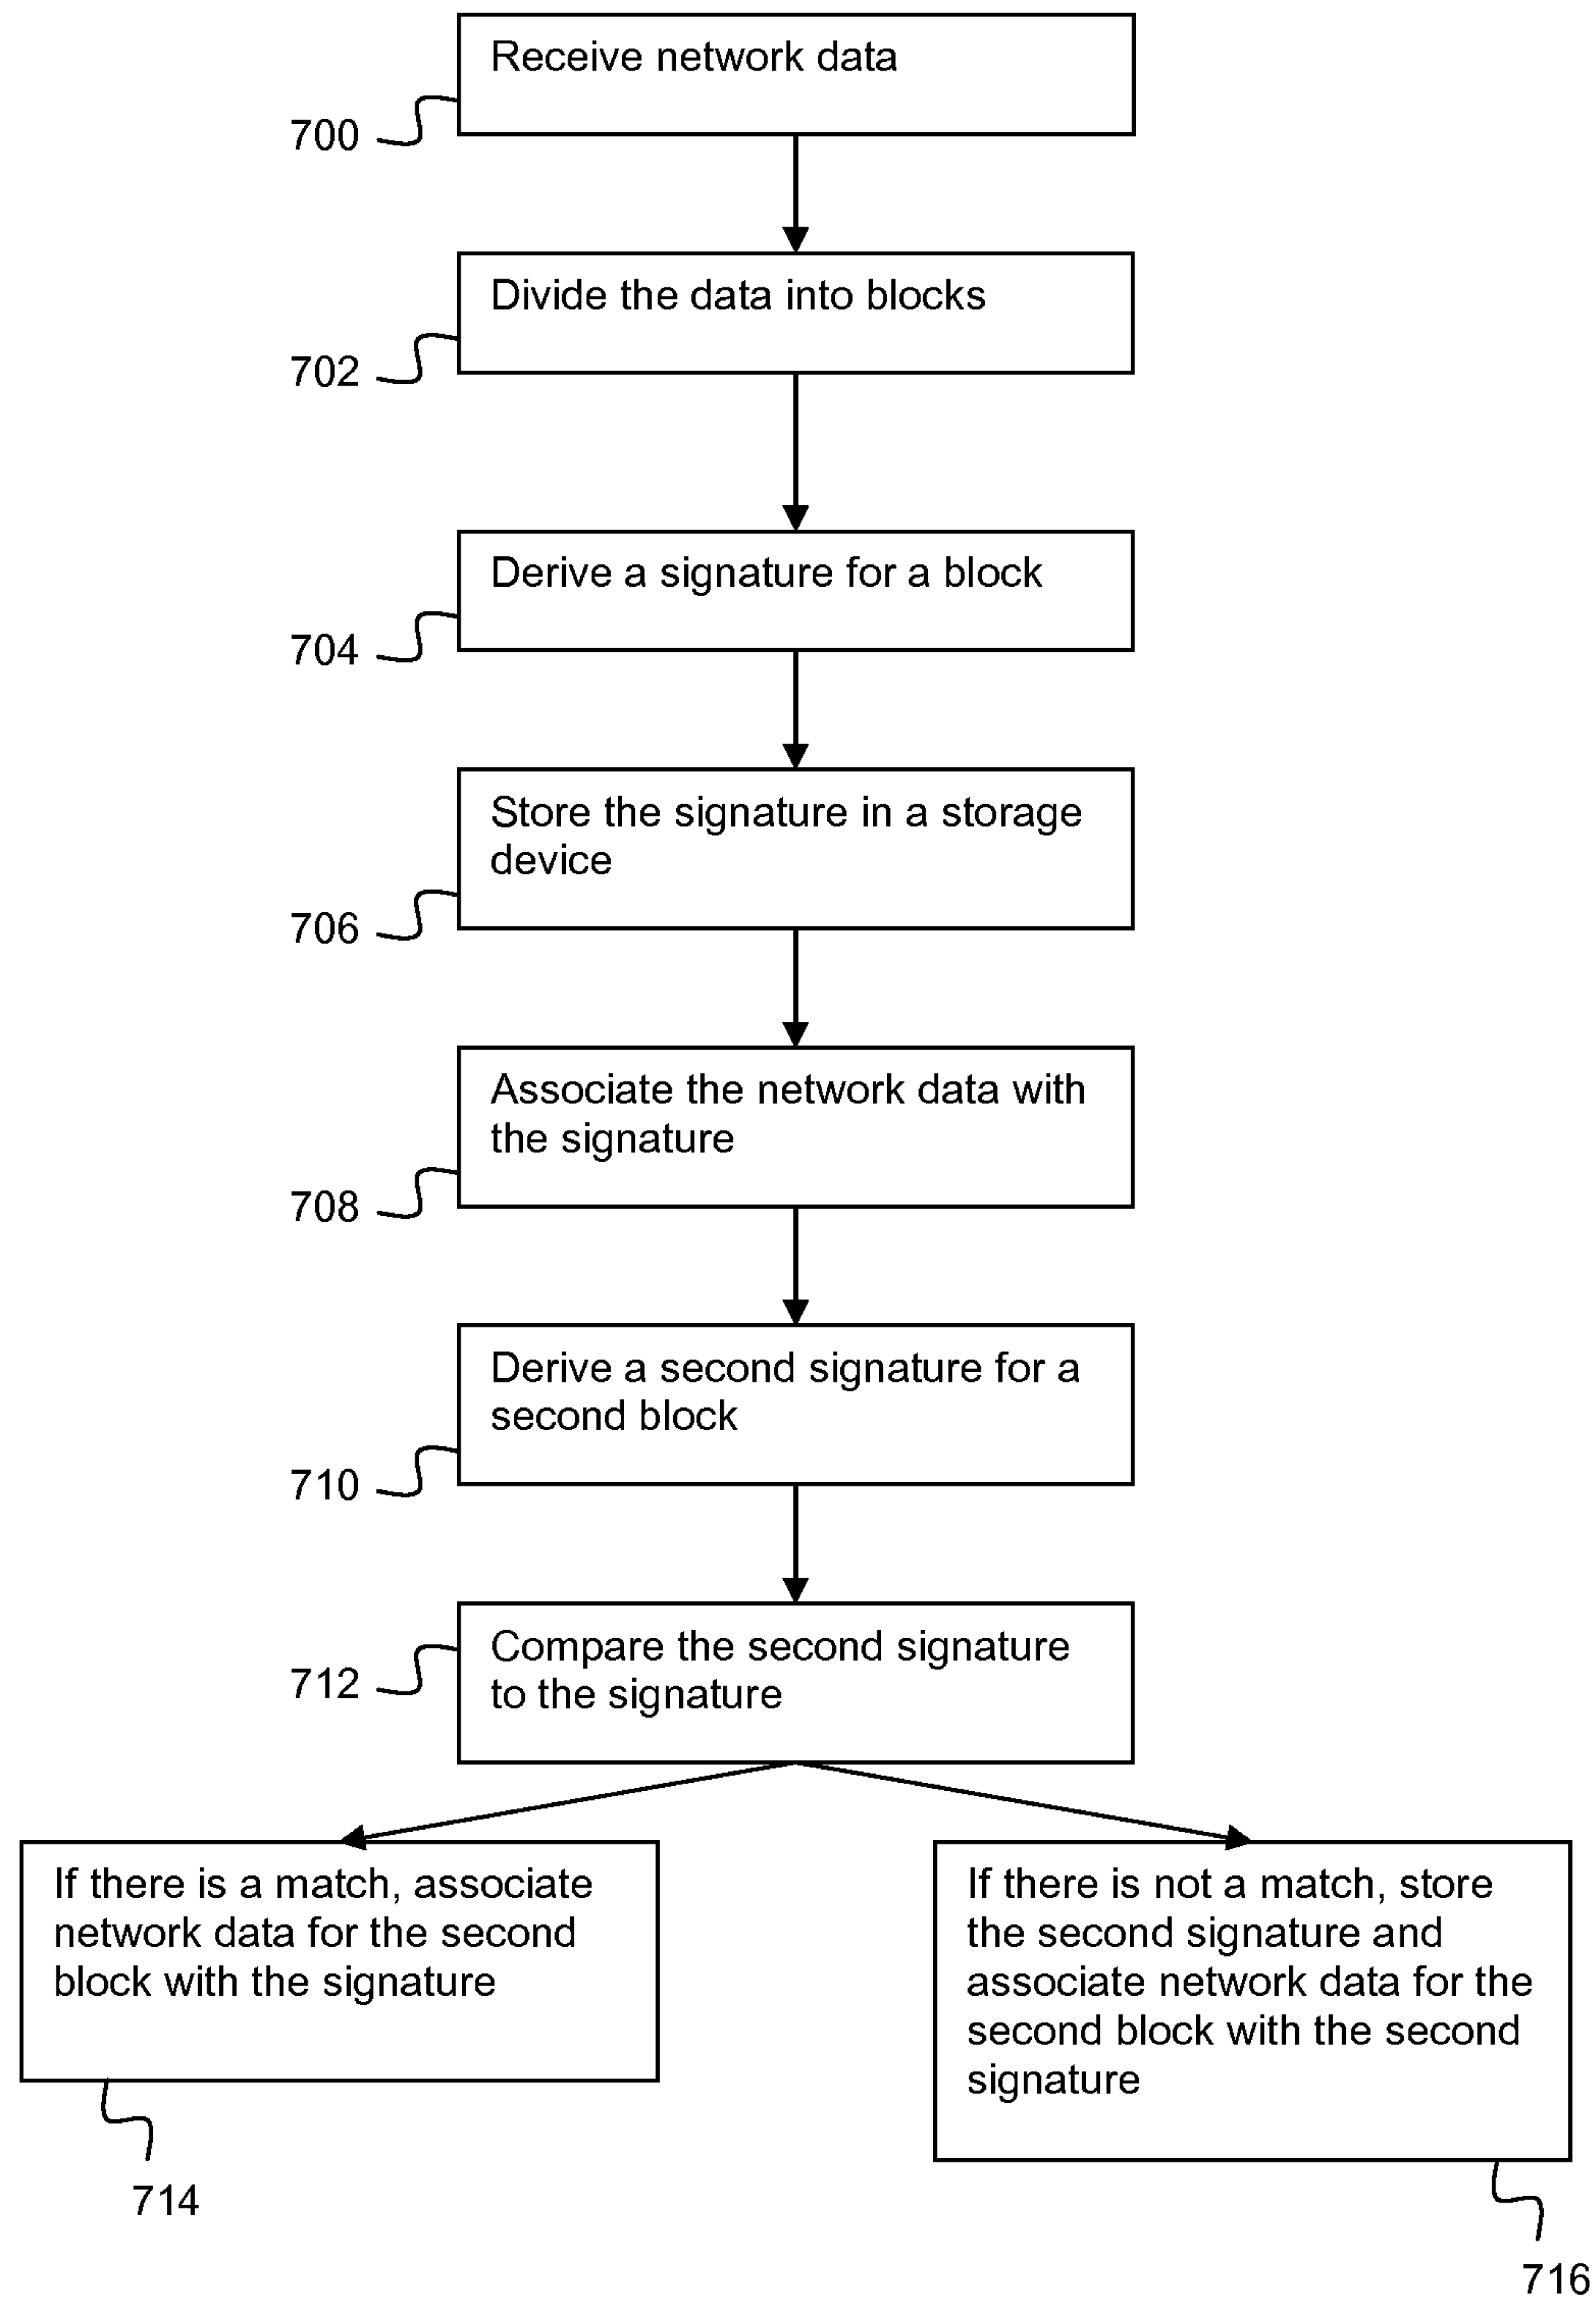 Receive network data
700
Divide the data into blocks
702
Derive a signature for a block
704
Store the signature in a storage
device
706
Associate the network data with
the signature
708
Derive a second signature for a
second block
710
Compare the second signature
to the signature
712
If there is a match, associate
network data for the second
block with the signature
714
If there is not a match, store
the second signature and
associate network data for the
second block with the second
signature
716